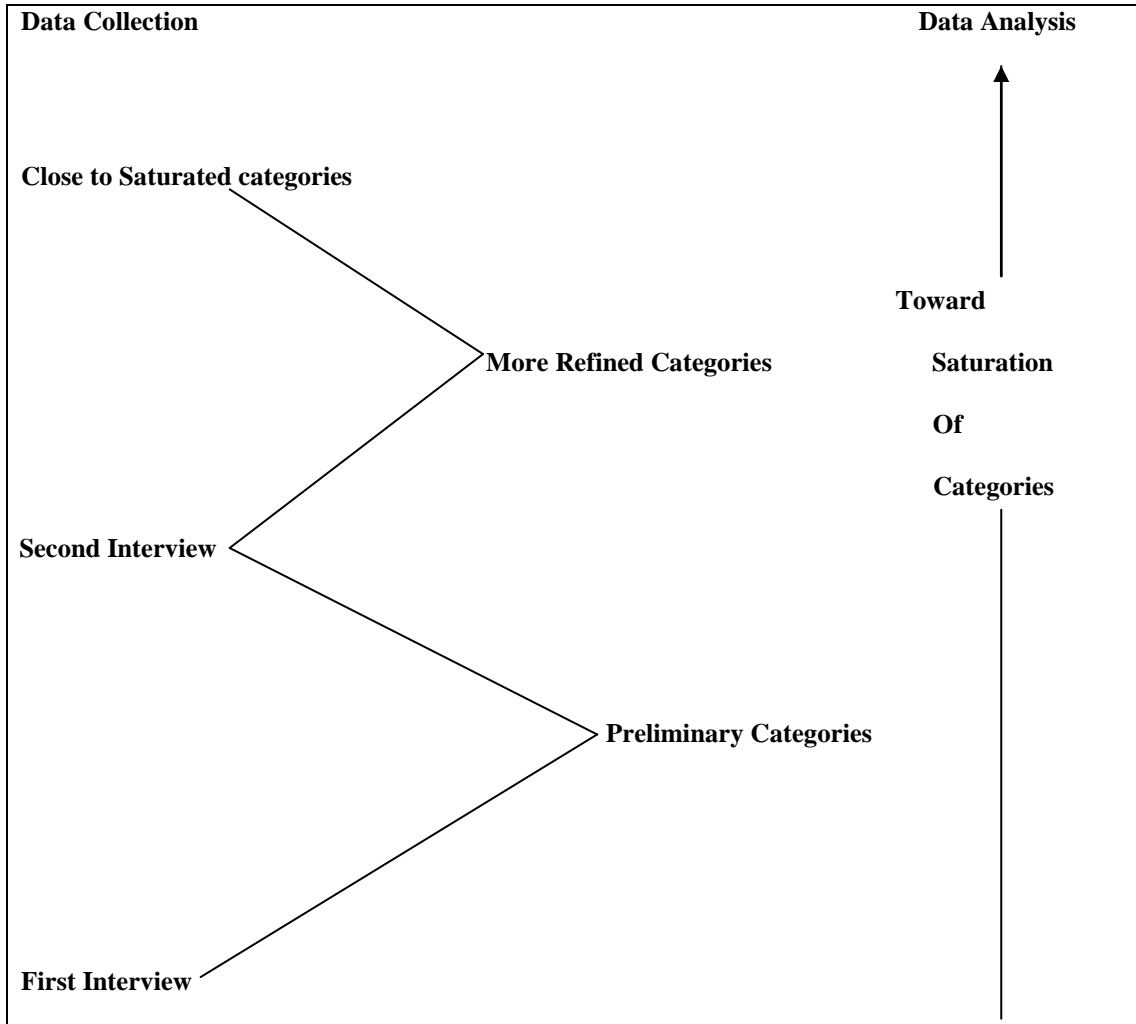 Data Collection
Data Analysis
Close to Saturated categories
Toward
More Refined Categories
Saturation
Of
Categories
Second Interview
Preliminary Categories
First Interview